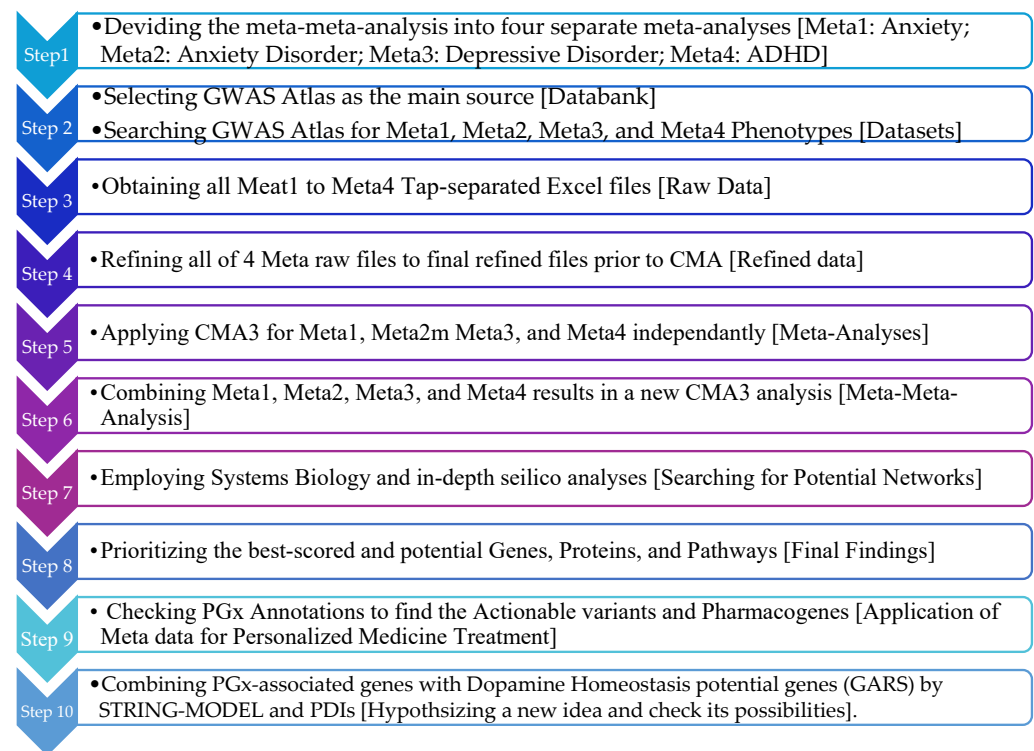 Step1
•Deviding the meta-meta-analysis into four separate meta-analyses [Meta1: Anxiety;
Meta2: Anxiety Disorder; Meta3: Depressive Disorder; Meta4: ADHD]
Step 2
•Selecting GWAS Atlas as the main source [Databank]
•Searching GWAS Atlas for Meta1, Meta2, Meta3, and Meta4 Phenotypes [Datasets]
Step 3
•Obtaining all Meat1 to Meta4 Tap-separated Excel files [Raw Data]
Step 4
•Refining all of 4 Meta raw files to final refined files prior to CMA [Refined data]
Step 5
•Applying CMA3 for Meta1, Meta2m Meta3, and Meta4 independantly [Meta-Analyses]
Step 6
•Combining Meta1, Meta2, Meta3, and Meta4 results in a new CMA3 analysis [Meta-Meta-
Analysis]
Step 7
•Employing Systems Biology and in-depth seilico analyses [Searching for Potential Networks]
Step 8
•Prioritizing the best-scored and potential Genes, Proteins, and Pathways [Final Findings]
Step 9
• Checking PGx Annotations to find the Actionable variants and Pharmacogenes [Application of
Meta data for Personalized Medicine Treatment]
Step 10
•Combining PGx-associated genes with Dopamine Homeostasis potential genes (GARS) by
STRING-MODEL and PDIs [Hypothsizing a new idea and check its possibilities].